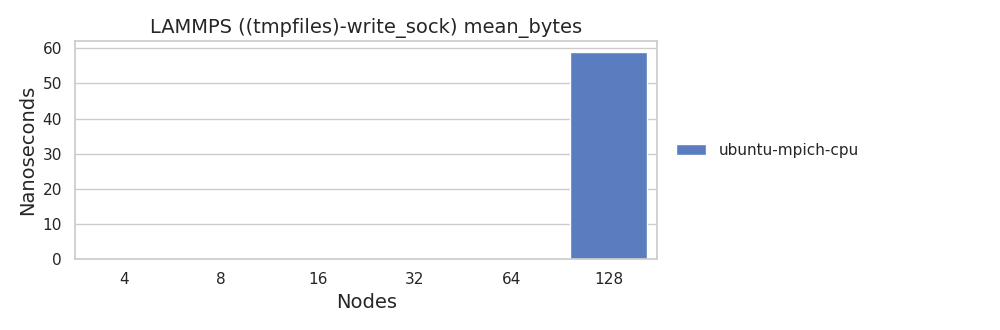 LAMMPS ((tmpfiles)-write_sock) mean_bytes
60
50
40
30
20
10
0
Nanoseconds
4 8 16 32 64 128
Nodes
ubuntu-mpich-cpu